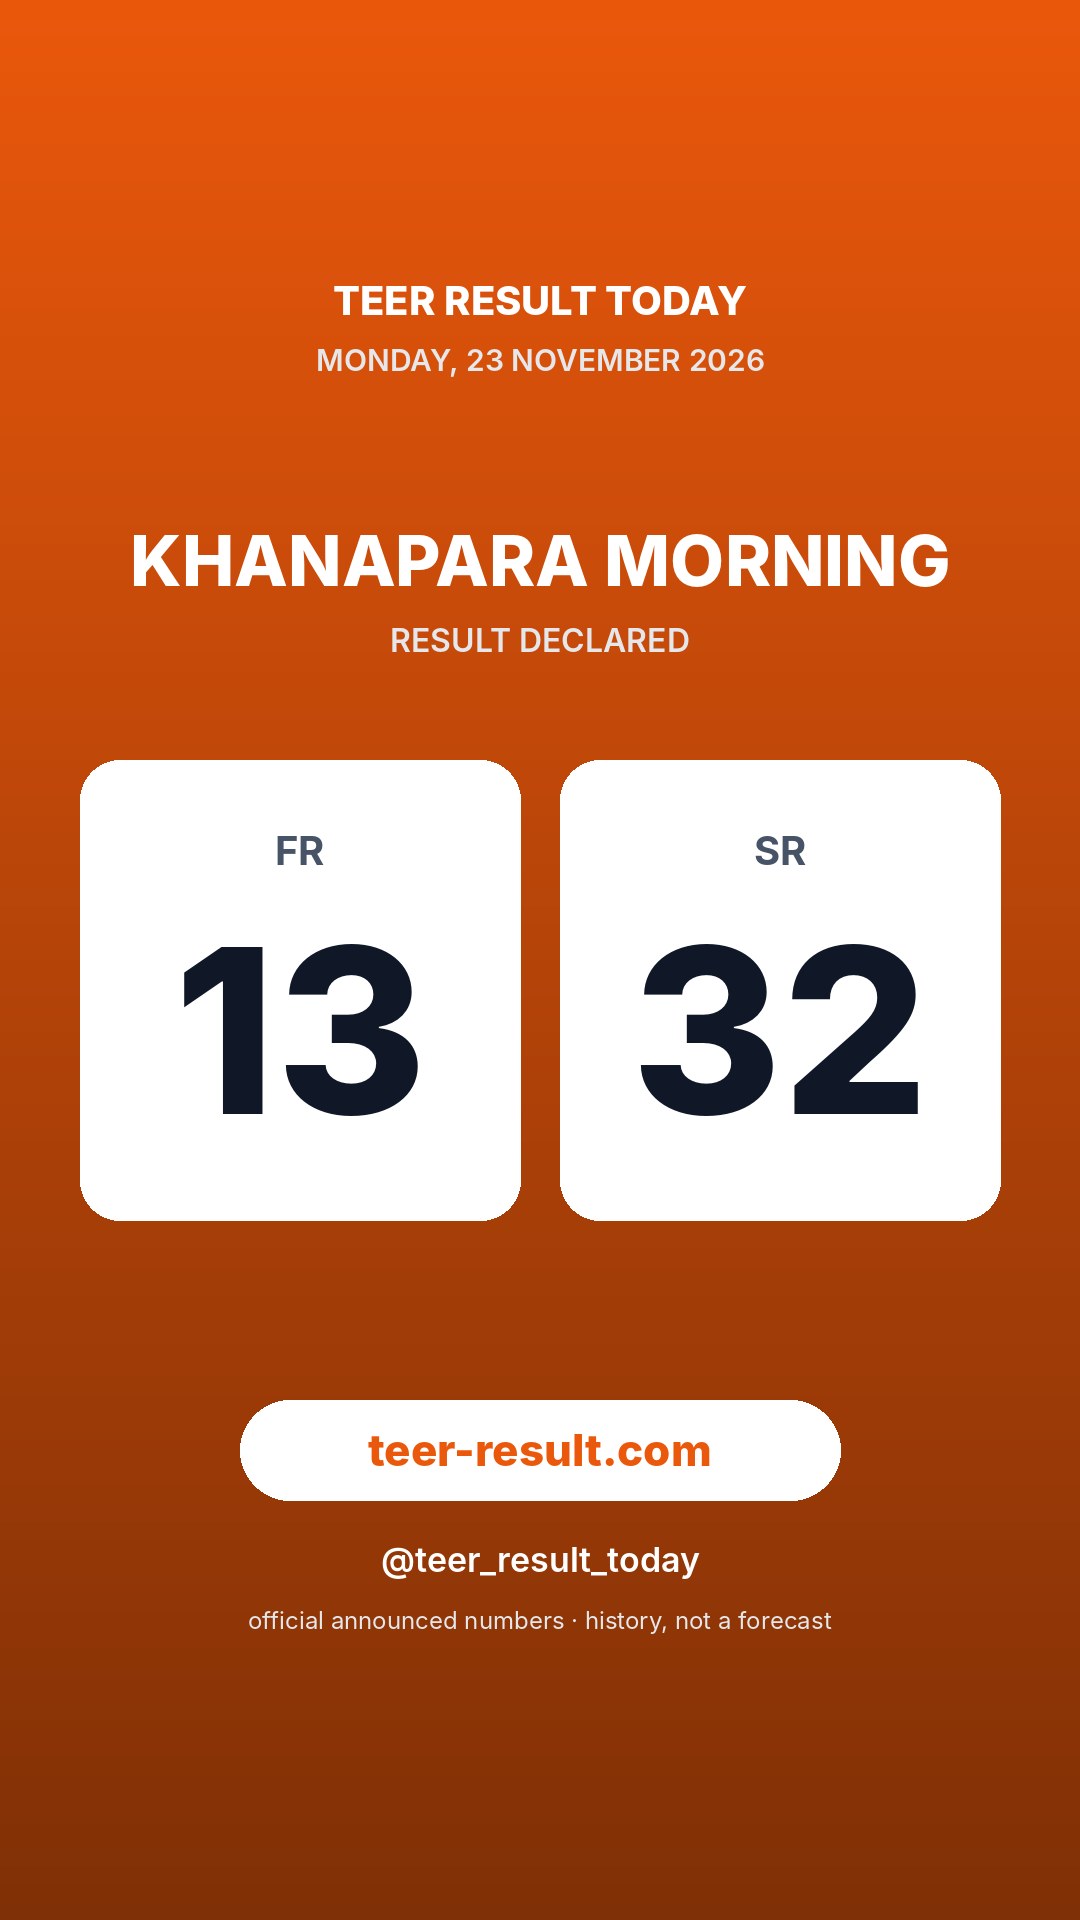 TEER RESULT TODAY
MONDAY, 23 NOVEMBER 2026
KHANAPARA MORNING
RESULT DECLARED
FR
13
SR
32
teer-result.com
@teer_result_today
official announced numbers · history, not a forecast